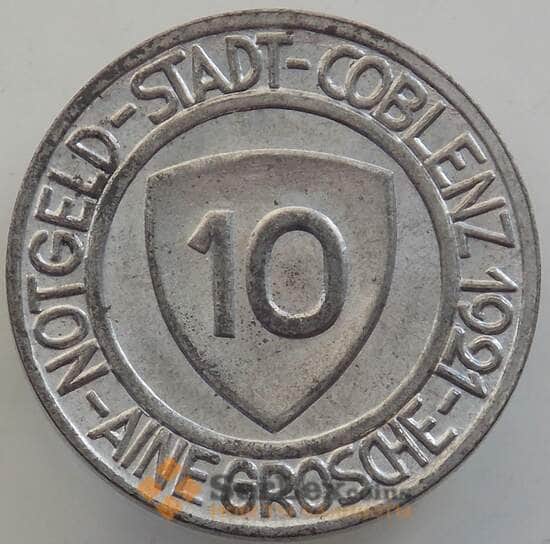 NOTGELD-STADT-COBLENZ 1921-AINE GROSCHE-
10